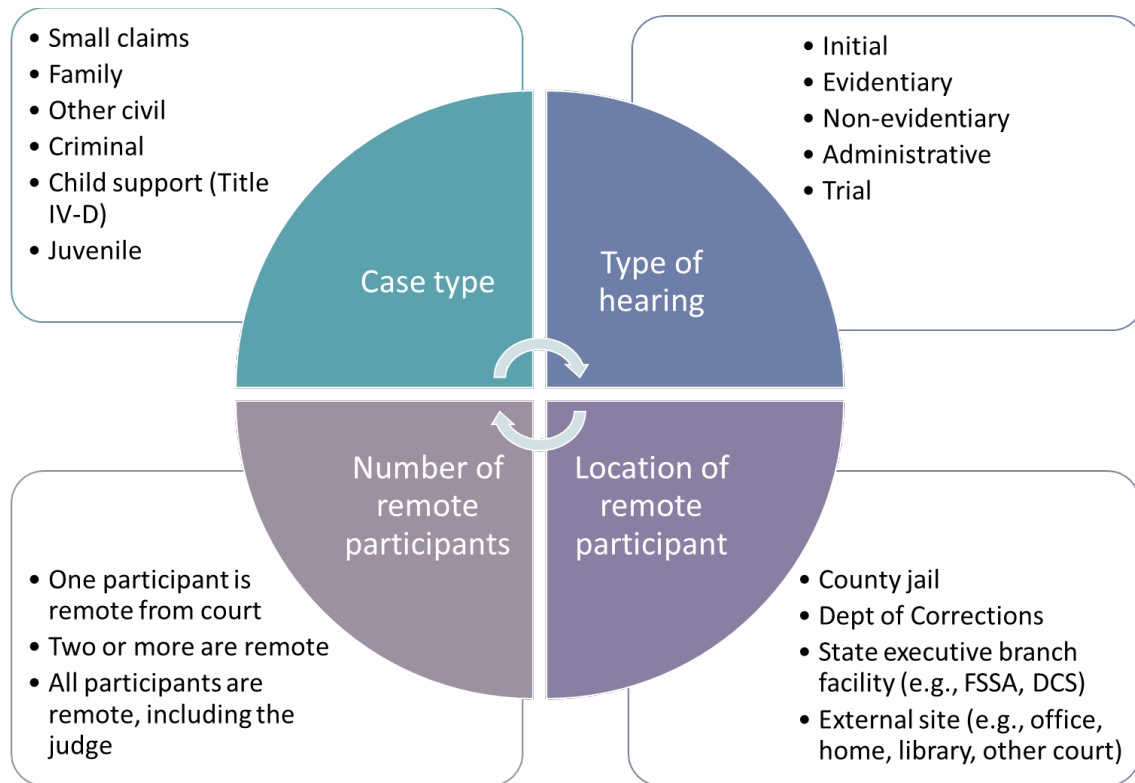 • Small claims
• Family
• Other civil
• Criminal
• Child support (Title
IV-D)
• Juvenile
• Initial
• Evidentiary
• Non-evidentiary
• Administrative
• Trial
Case type
Type of
hearing
Number of
remote
participants
Location of
remote
participant
• One participant is
remote from court
• Two or more are remote
• All participants are
remote, including the
judge
• County jail
• Dept of Corrections
• State executive branch
facility (e.g., FSSA, DCS)
• External site (e.g., office,
home, library, other court)